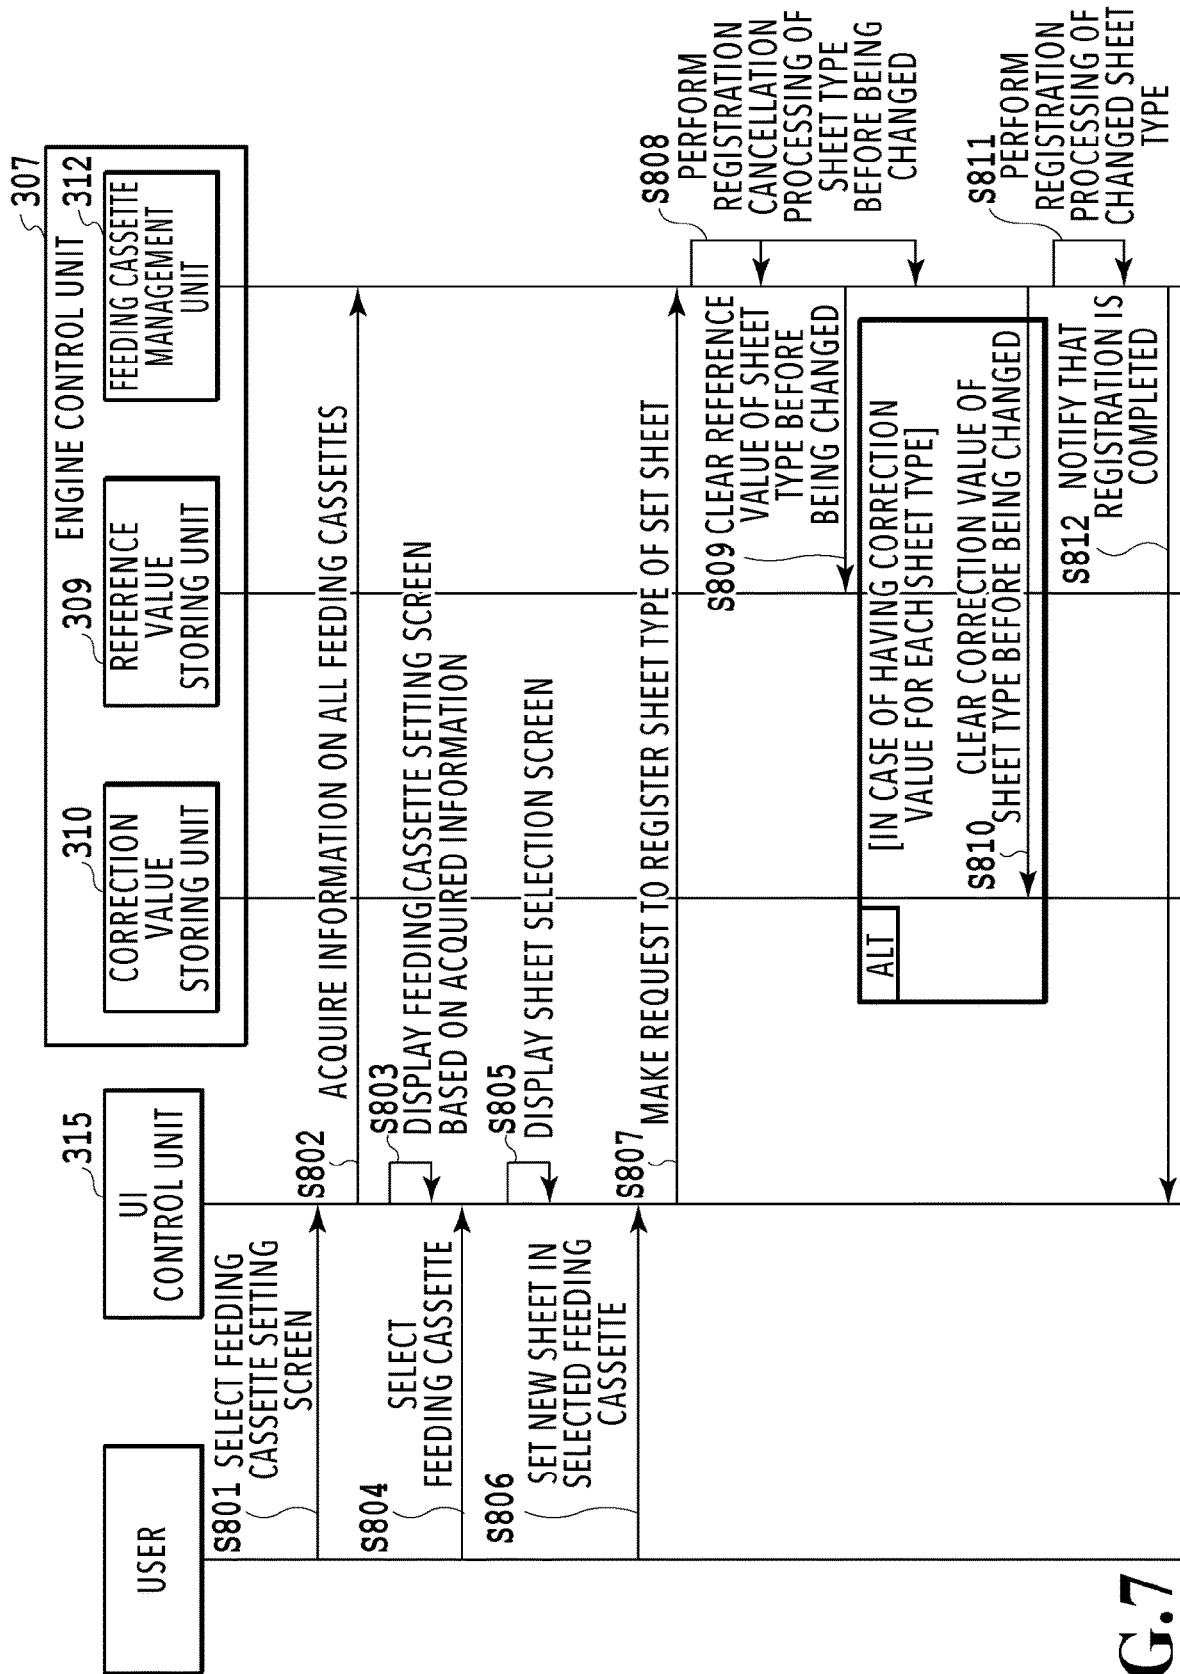 307
ENGINE CONTROL UNIT
USER
315
UI
CONTROL UNIT
310
CORRECTION
VALUE
STORING UNIT
309
REFERENCE
VALUE
STORING UNIT
312
FEEDING CASSETTE
MANAGEMENT
UNIT
S801
SELECT FEEDING
CASSETTE SETTING
SCREEN
S802
ACQUIRE INFORMATION ON ALL FEEDING CASSETTES
S803
DISPLAY FEEDING CASSETTE SETTING SCREEN
BASED ON ACQUIRED INFORMATION
S804
SELECT
FEEDING CASSETTE
S805
DISPLAY SHEET SELECTION SCREEN
S806
SET NEW SHEET IN
SELECTED FEEDING
CASSETTE
S807
MAKE REQUEST TO REGISTER SHEET TYPE OF SET SHEET
S808
PERFORM
REGISTRATION
CANCELLATION
PROCESSING OF
SHEET TYPE
BEFORE BEING
CHANGED
S809
CLEAR REFERENCE
VALUE OF SHEET
TYPE BEFORE
BEING CHANGED
ALT
[IN CASE OF HAVING CORRECTION
VALUE FOR EACH SHEET TYPE]
S810
CLEAR CORRECTION VALUE OF
SHEET TYPE BEFORE BEING CHANGED
S811
PERFORM
REGISTRATION
PROCESSING OF
CHANGED SHEET
TYPE
S812
NOTIFY THAT
REGISTRATION IS
COMPLETED
G.7